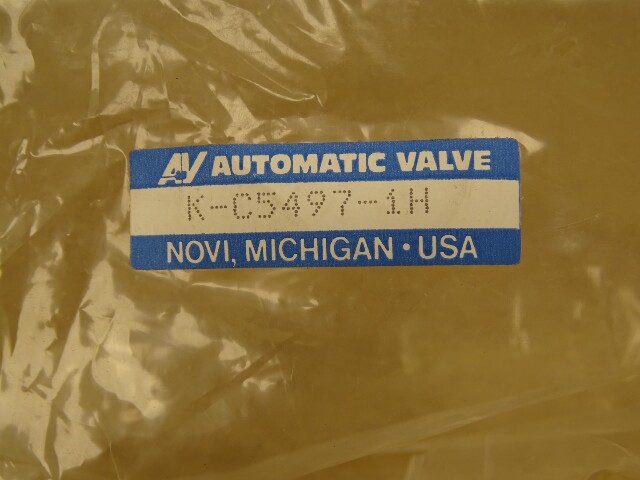 AV AUTOMATIC VALVE
K-C5497-1H
NOVI, MICHIGAN · USA